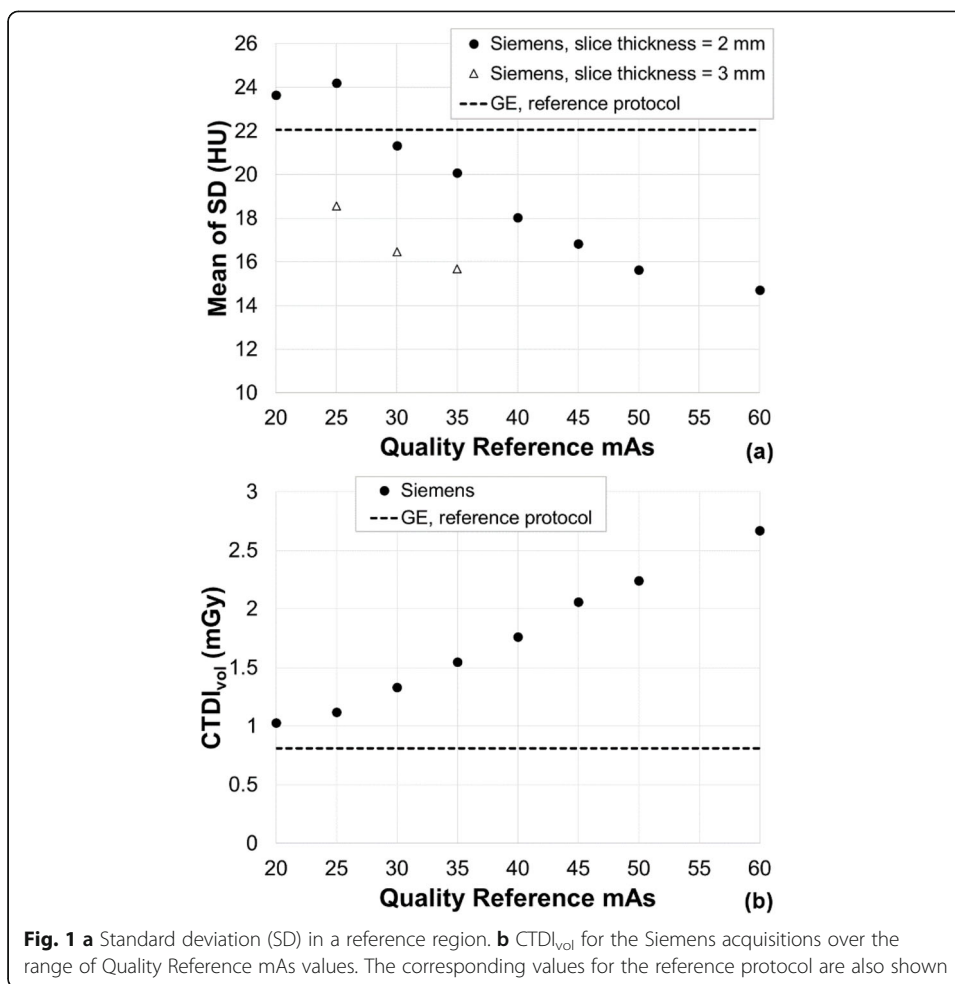 26
24
22
20
18
16
14
12
10
Mean of SD (HU)
Siemens, slice thickness = 2 mm
Siemens, slice thickness = 3 mm
GE, reference protocol
20 25 30 35 40 45 50 55 60
Quality Reference mAs (a)
3
2.5
2
1.5
1
0.5
0
CTDIvol (mGy)
Siemens
GE, reference protocol
20 25 30 35 40 45 50 55 60
Quality Reference mAs (b)
Fig. 1 a Standard deviation (SD) in a reference region. b CTDIvol for the Siemens acquisitions over the
range of Quality Reference mAs values. The corresponding values for the reference protocol are also shown